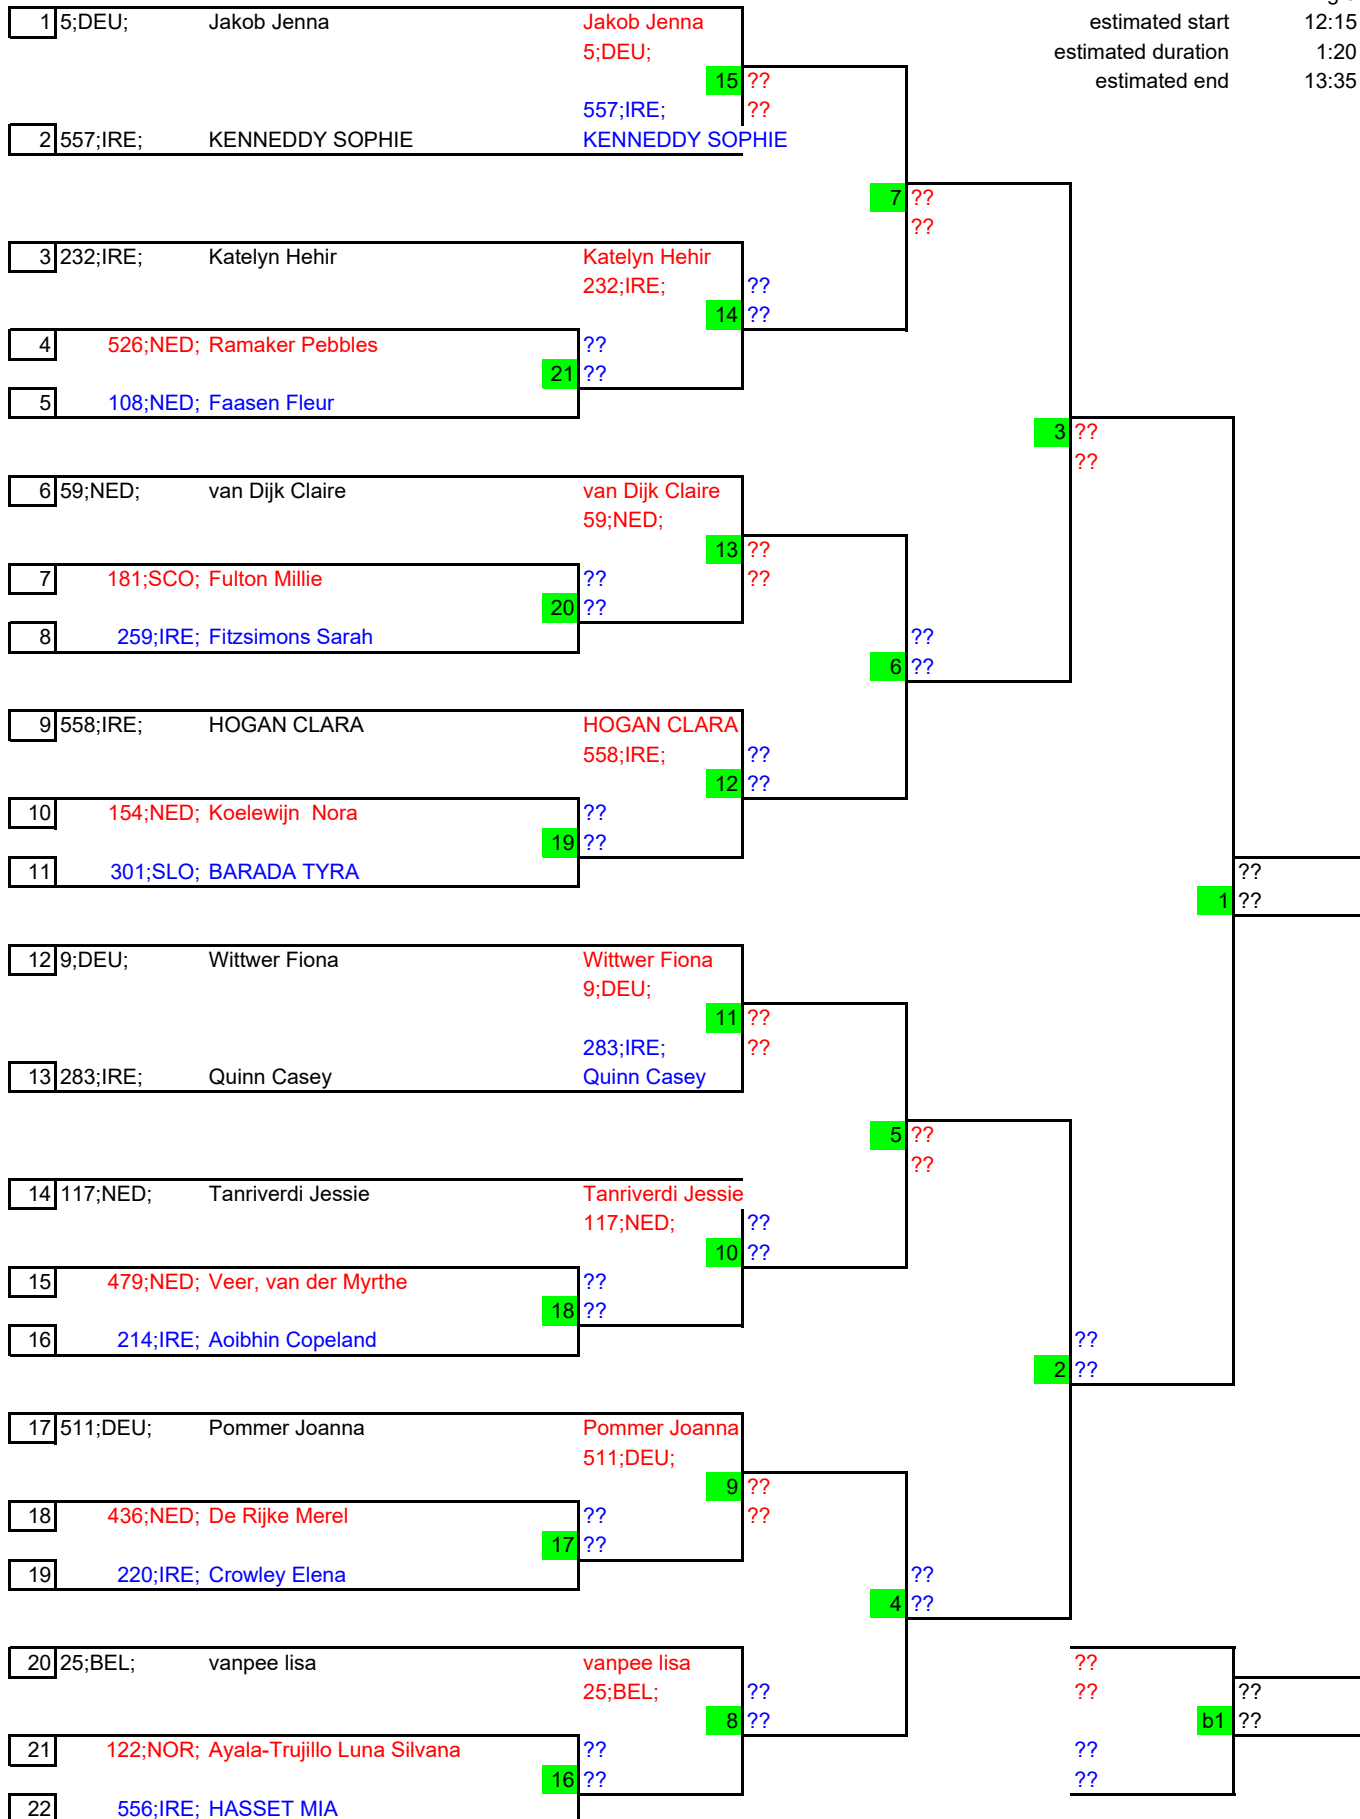 1 5;DEU; Jakob Jenna Jakob Jenna estimated start 12:15
5;DEU; estimated duration 1:20
15 ?? estimated end 13:35
557;IRE; ??
2 557;IRE; KENNEDDY SOPHIE KENNEDDY SOPHIE
7 ??
??
3 232;IRE; Katelyn Hehir Katelyn Hehir
232;IRE; ??
14 ??
4 526;NED; Ramaker Pebbles ??
21 ??
5 108;NED; Faasen Fleur
3 ??
??
6 59;NED; van Dijk Claire van Dijk Claire
59;NED;
13 ??
7 181;SCO; Fulton Millie ?? ??
20 ??
8 259;IRE; Fitzsimons Sarah ??
6 ??
9 558;IRE; HOGAN CLARA HOGAN CLARA
558;IRE; ??
12 ??
10 154;NED; Koelewijn  Nora ??
19 ??
11 301;SLO; BARADA TYRA ??
1 ??
12 9;DEU; Wittwer Fiona Wittwer Fiona
9;DEU;
11 ??
283;IRE; ??
13 283;IRE; Quinn Casey Quinn Casey
5 ??
??
14 117;NED; Tanriverdi Jessie Tanriverdi Jessie
117;NED; ??
10 ??
15 479;NED; Veer, van der Myrthe ??
18 ??
16 214;IRE; Aoibhin Copeland ??
2 ??
17 511;DEU; Pommer Joanna Pommer Joanna
511;DEU;
9 ??
18 436;NED; De Rijke Merel ?? ??
17 ??
19 220;IRE; Crowley Elena ??
4 ??
20 25;BEL; vanpee lisa vanpee lisa ??
25;BEL; ?? ?? ??
8 ?? b1 ??
21 122;NOR; Ayala-Trujillo Luna Silvana ?? ??
16 ?? ??
22 556;IRE; HASSET MIA